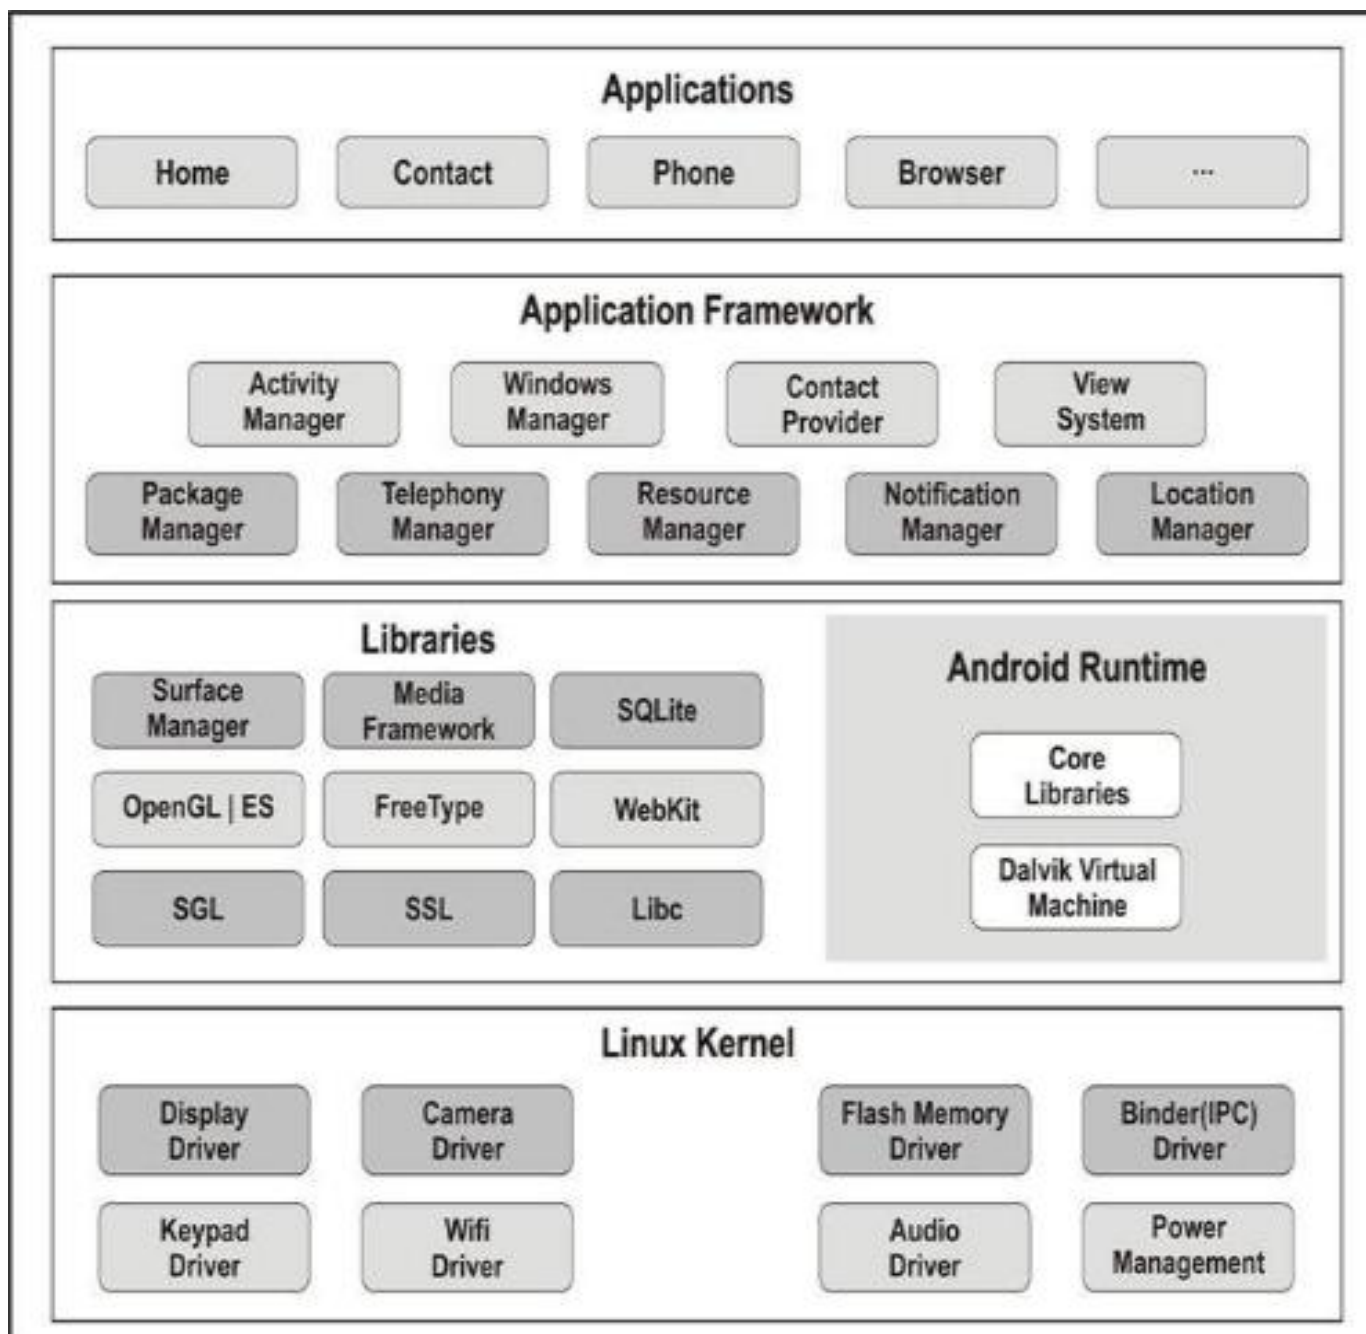 Applications
Home
Contact
Phone
Browser
...
Application Framework
Activity
Manager
Windows
Manager
Contact
Provider
View
System
Package
Manager
Telephony
Manager
Resource
Manager
Notification
Manager
Location
Manager
Libraries
Surface
Manager
Media
Framework
SQLite
OpenGL | ES
FreeType
WebKit
SGL
SSL
Libc
Android Runtime
Core
Libraries
Dalvik Virtual
Machine
Linux Kernel
Display
Driver
Camera
Driver
Flash Memory
Driver
Binder(IPC)
Driver
Keypad
Driver
Wifi
Driver
Audio
Driver
Power
Management